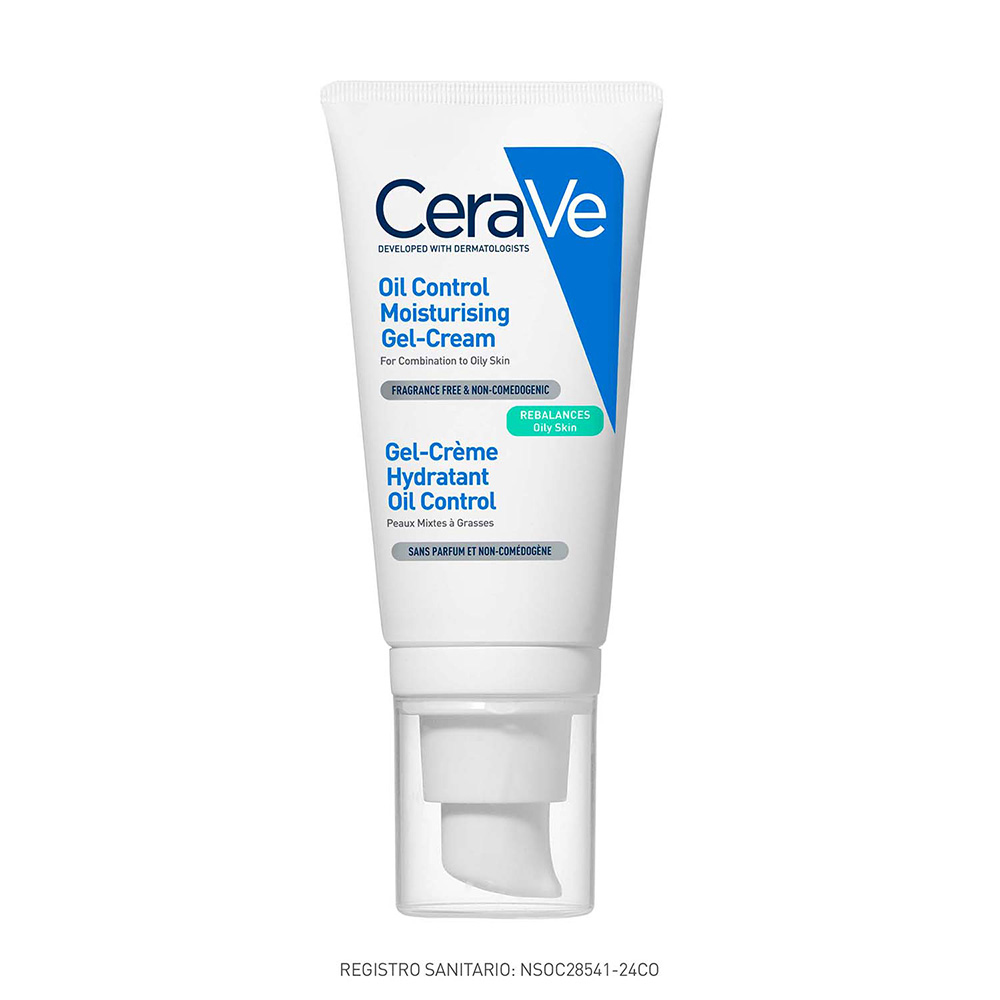 CeraVe
DEVELOPED WITH DERMATOLOGISTS
Oil Control
Moisturising
Gel-Cream
For Combination to Oily Skin
FRAGRANCE FREE & NON-COMEDOGENIC
REBALANCES
Oily Skin
Gel-Crème
Hydratant
Oil Control
Peaux Mixtes à Grasses
SANS PARFUM ET NON-COMÉDOGÈNE
REGISTRO SANITARIO: NSOC28541-24CO